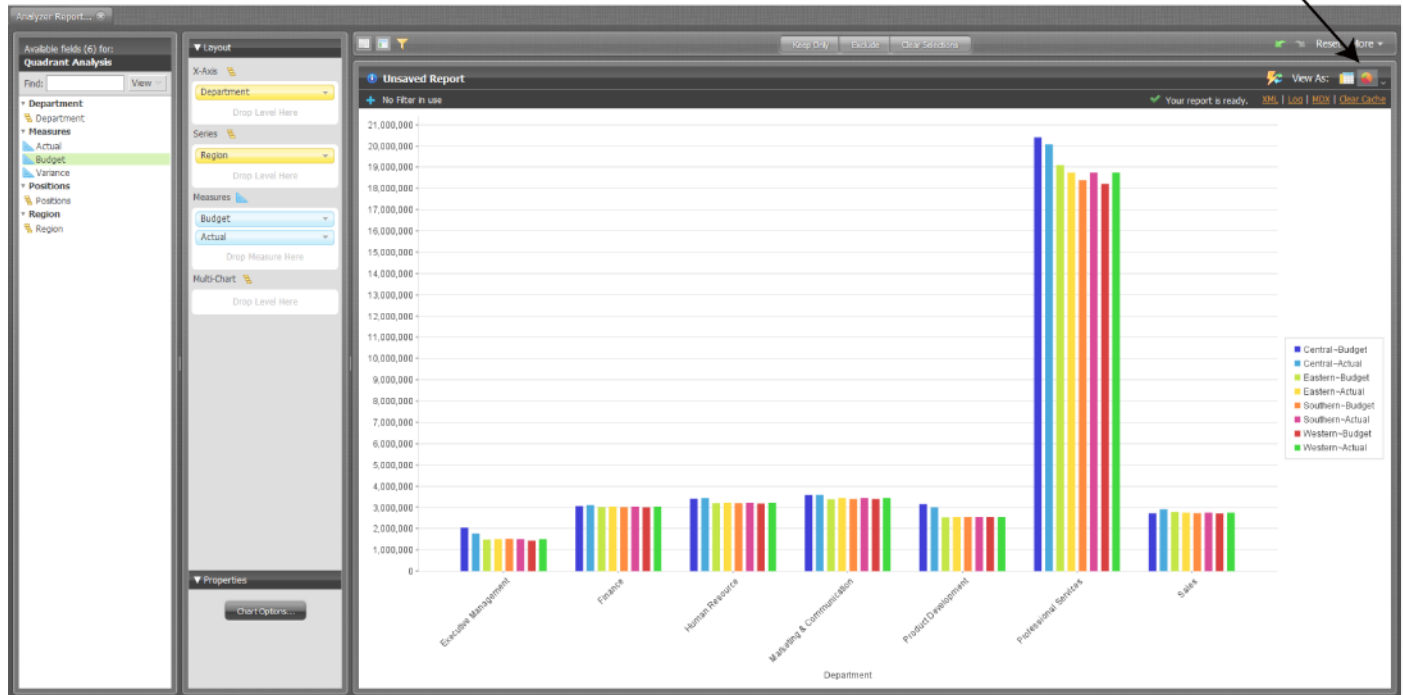 Analyzer Report...
Available fields (6) for:
Quadrant Analysis
Find:
View
Department
Department
Measures
Actual
Budget
Variance
Positions
Positions
Region
Region
Layout
X-Axis
Department
Drop Level Here
Series
Region
Drop Level Here
Measures
Budget
Actual
Drop Measure Here
Multi-Chart
Drop Level Here
Properties
Chart Options...
Keep Only Exclude Clear Selections
Reset More
Unsaved Report
View As:
No Filter in use
Your report is ready. XML | Log | MDX | Clear Cache
21,000,000
20,000,000
19,000,000
18,000,000
17,000,000
16,000,000
15,000,000
14,000,000
13,000,000
12,000,000
11,000,000
10,000,000
9,000,000
8,000,000
7,000,000
6,000,000
5,000,000
4,000,000
3,000,000
2,000,000
1,000,000
0
Executive Management
Finance
Human Resource
Marketing & Communication
Product Development
Professional Services
Sales
Department
Central~Budget
Central~Actual
Eastern~Budget
Eastern~Actual
Southern~Budget
Southern~Actual
Western~Budget
Western~Actual